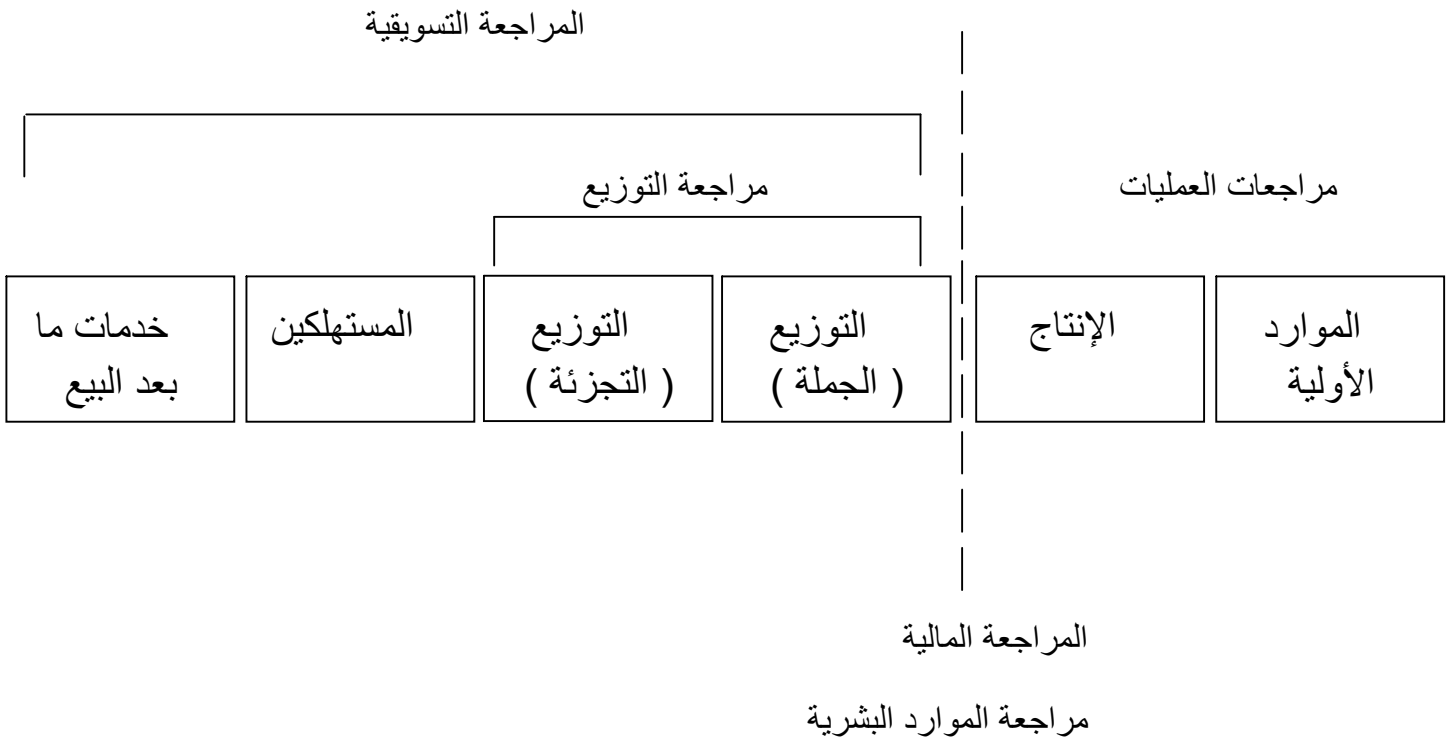 المراجعة التسويقية
مراجعات العمليات
مراجعة التوزيع
الموارد
الأولية
الإنتاج
التوزيع
( الجملة )
التوزيع
( التجزئة )
المستهلكين
خدمات ما
بعد البيع
المراجعة المالية
مراجعة الموارد البشرية